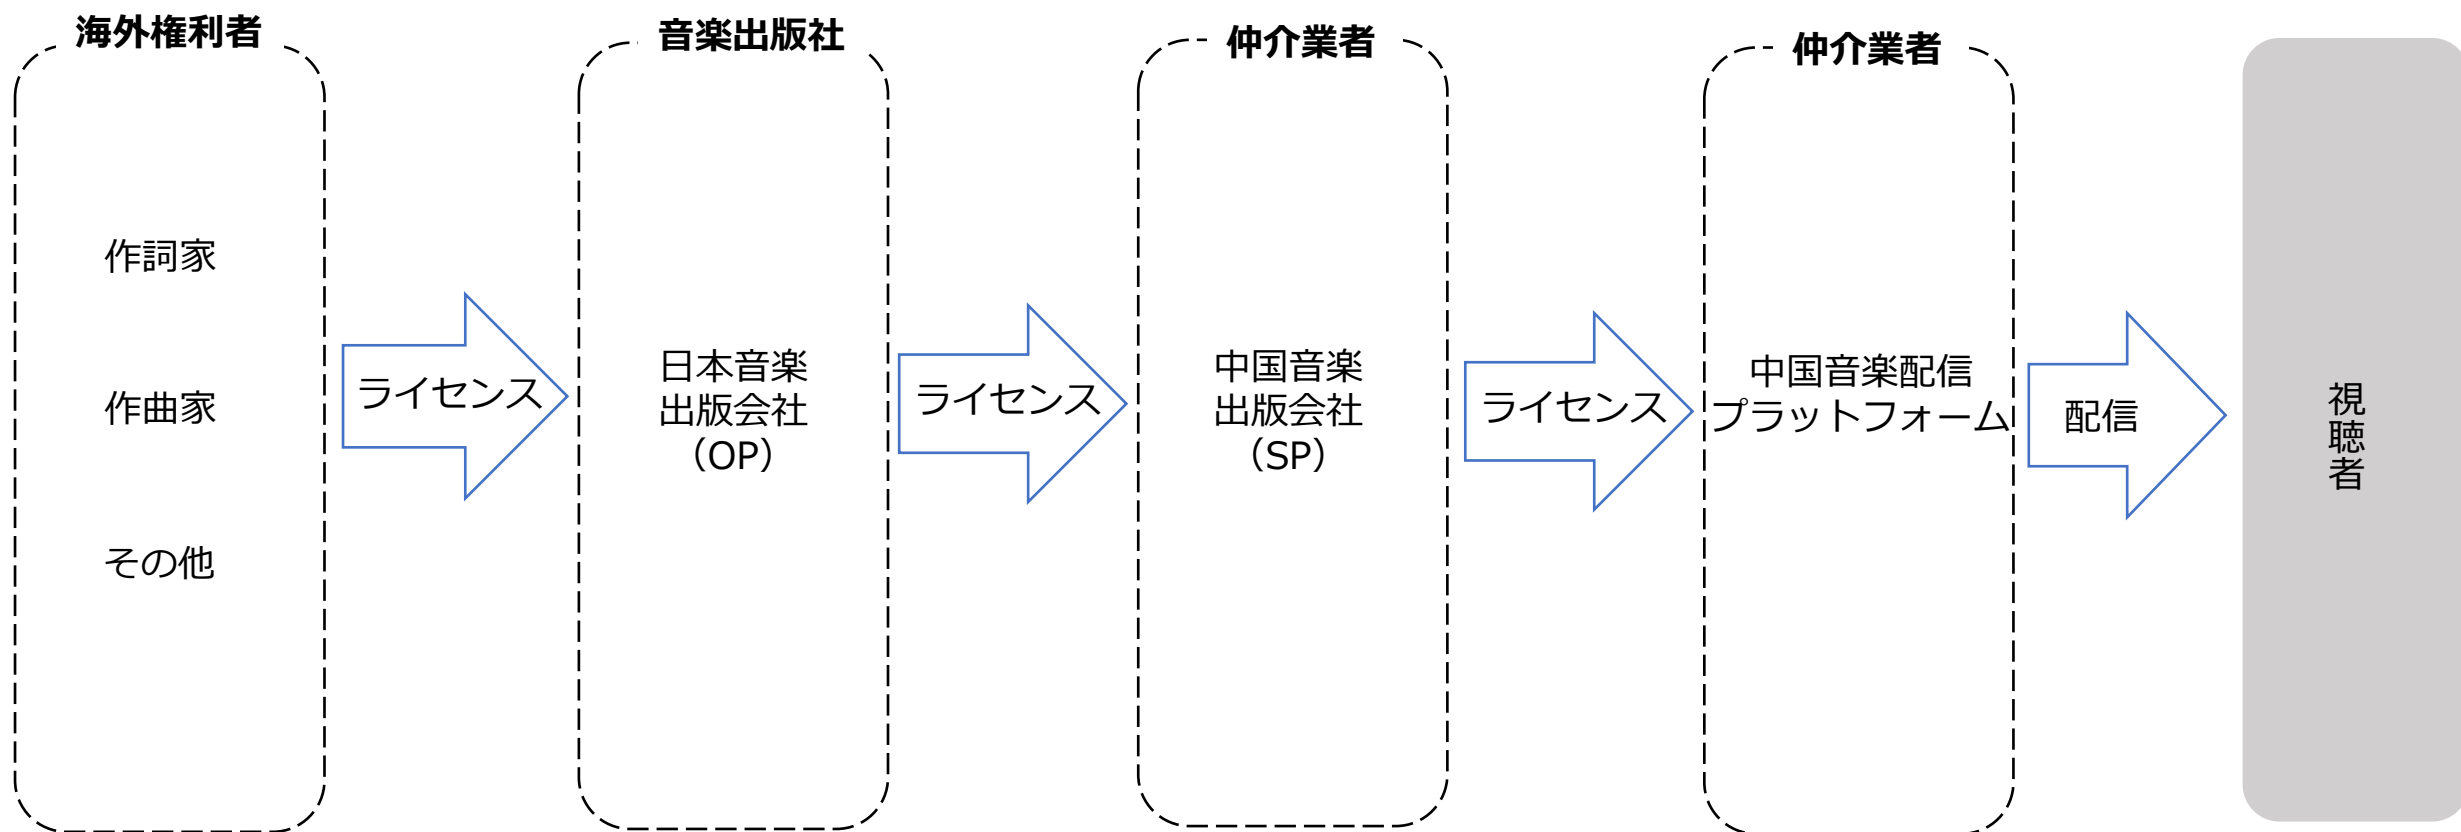 海外権利者
作詞家
作曲家
その他
ライセンス
音楽出版社
日本音楽
出版会社
（OP）
ライセンス
仲介業者
中国音楽
出版会社
（SP）
ライセンス
仲介業者
中国音楽配信
プラットフォーム
配信
視聴者